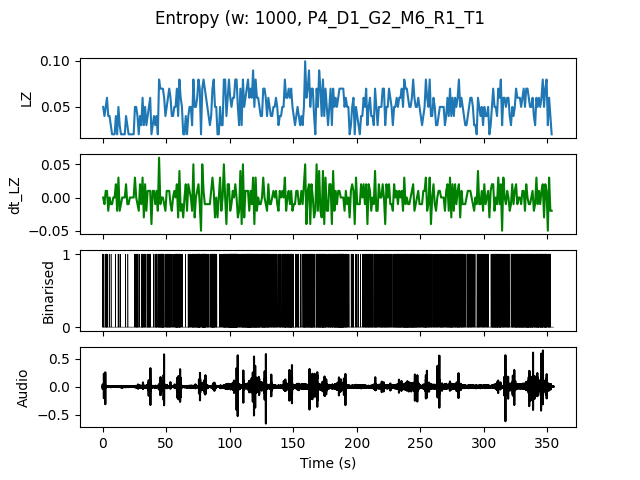 Entropy (w: 1000, P4_D1_G2_M6_R1_T1
0.10
0.05
LZ
0.05
0.00
−0.05
dt_LZ
1
0
Binarised
0.5
0.0
−0.5
Audio
0 50 100 150 200 250 300 350
Time (s)